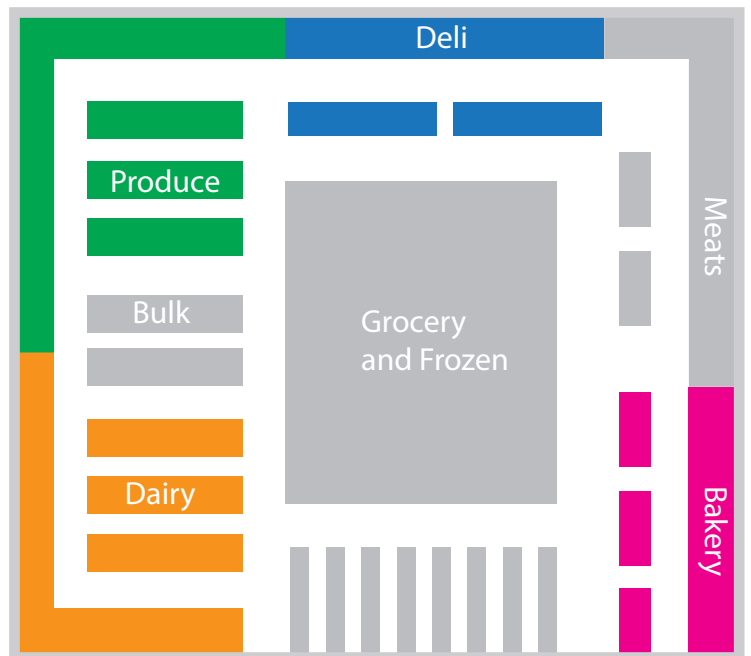 Deli
Produce
Meats
Bulk
Grocery
and Frozen
Dairy
Bakery